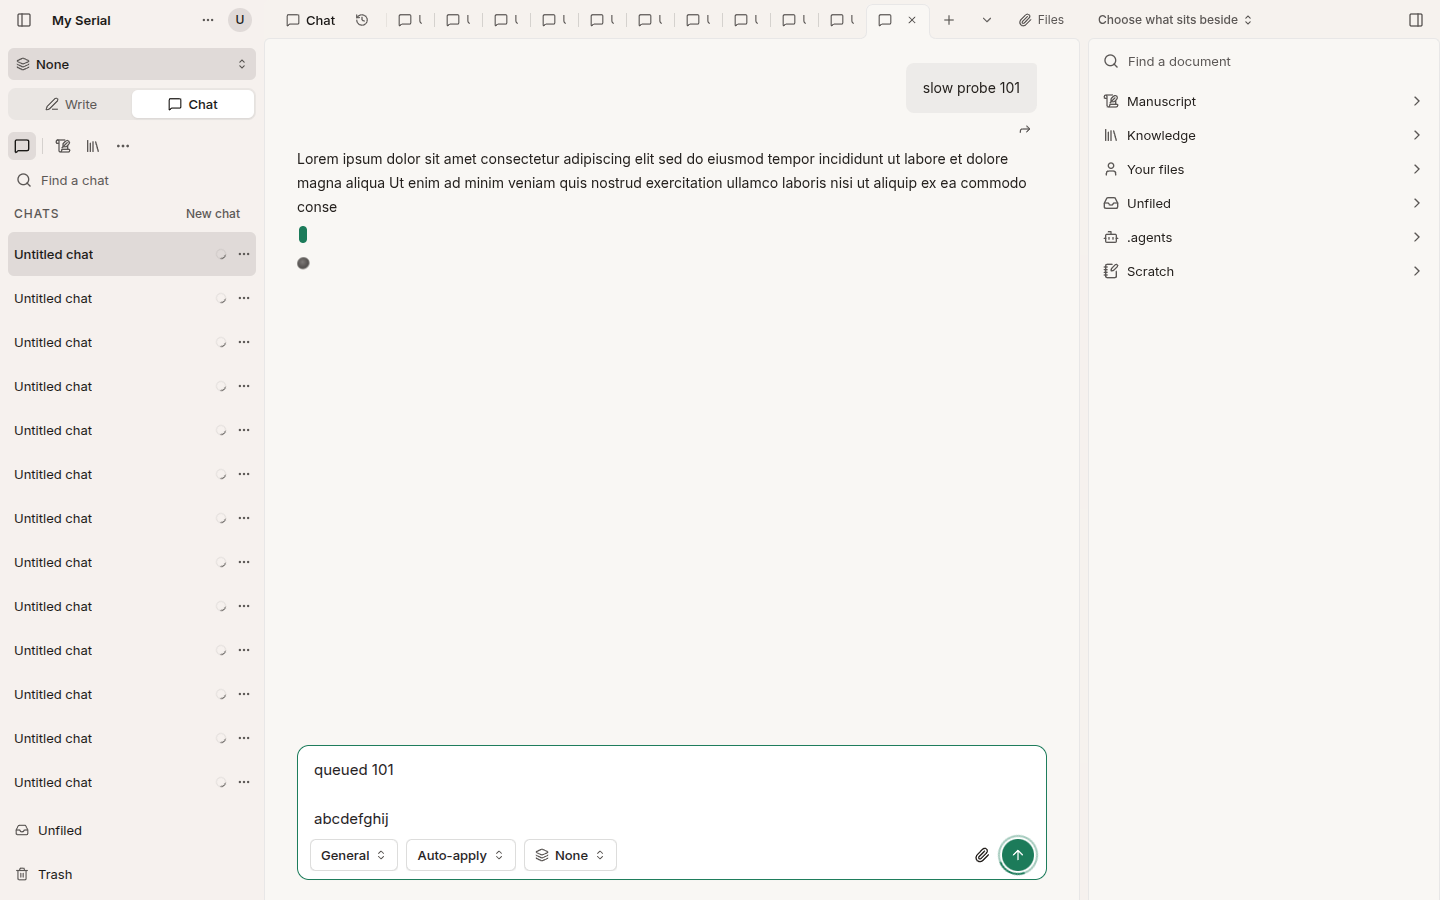 My Serial
U
None
Write
Chat
Find a chat
CHATS
New chat
Untitled chat
Untitled chat
Untitled chat
Untitled chat
Untitled chat
Untitled chat
Untitled chat
Untitled chat
Untitled chat
Untitled chat
Untitled chat
Untitled chat
Untitled chat
Unfiled
Trash
Chat
Files
slow probe 101
Lorem ipsum dolor sit amet consectetur adipiscing elit sed do eiusmod tempor incididunt ut labore et dolore
magna aliqua Ut enim ad minim veniam quis nostrud exercitation ullamco laboris nisi ut aliquip ex ea commodo
conse
queued 101
abcdefghij
General
Auto-apply
None
Choose what sits beside
Find a document
Manuscript
Knowledge
Your files
Unfiled
.agents
Scratch